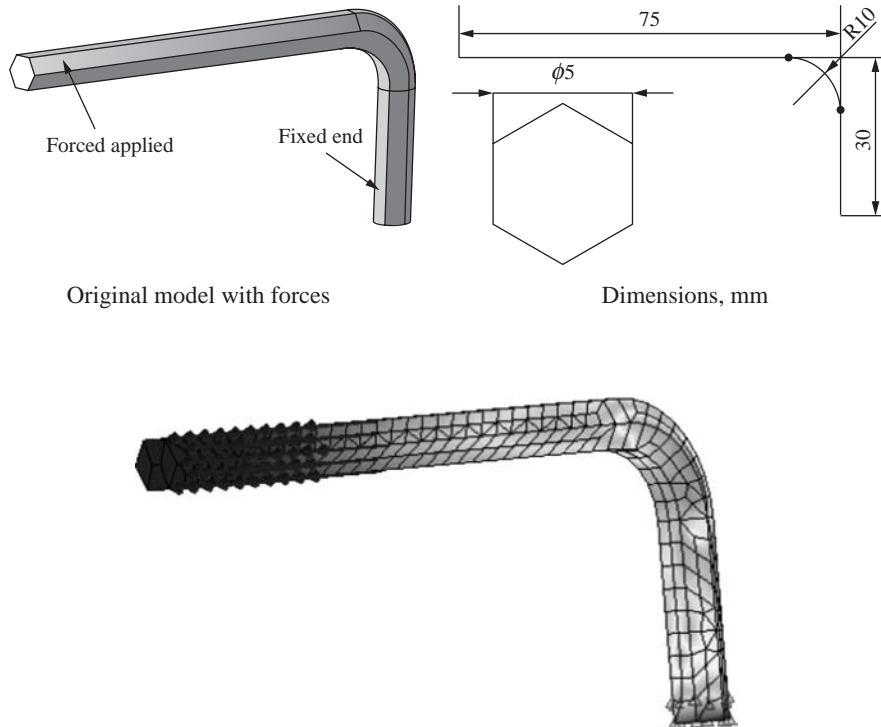 75
R10
ϕ5
Forced applied
Fixed end
30
Original model with forces
Dimensions, mm